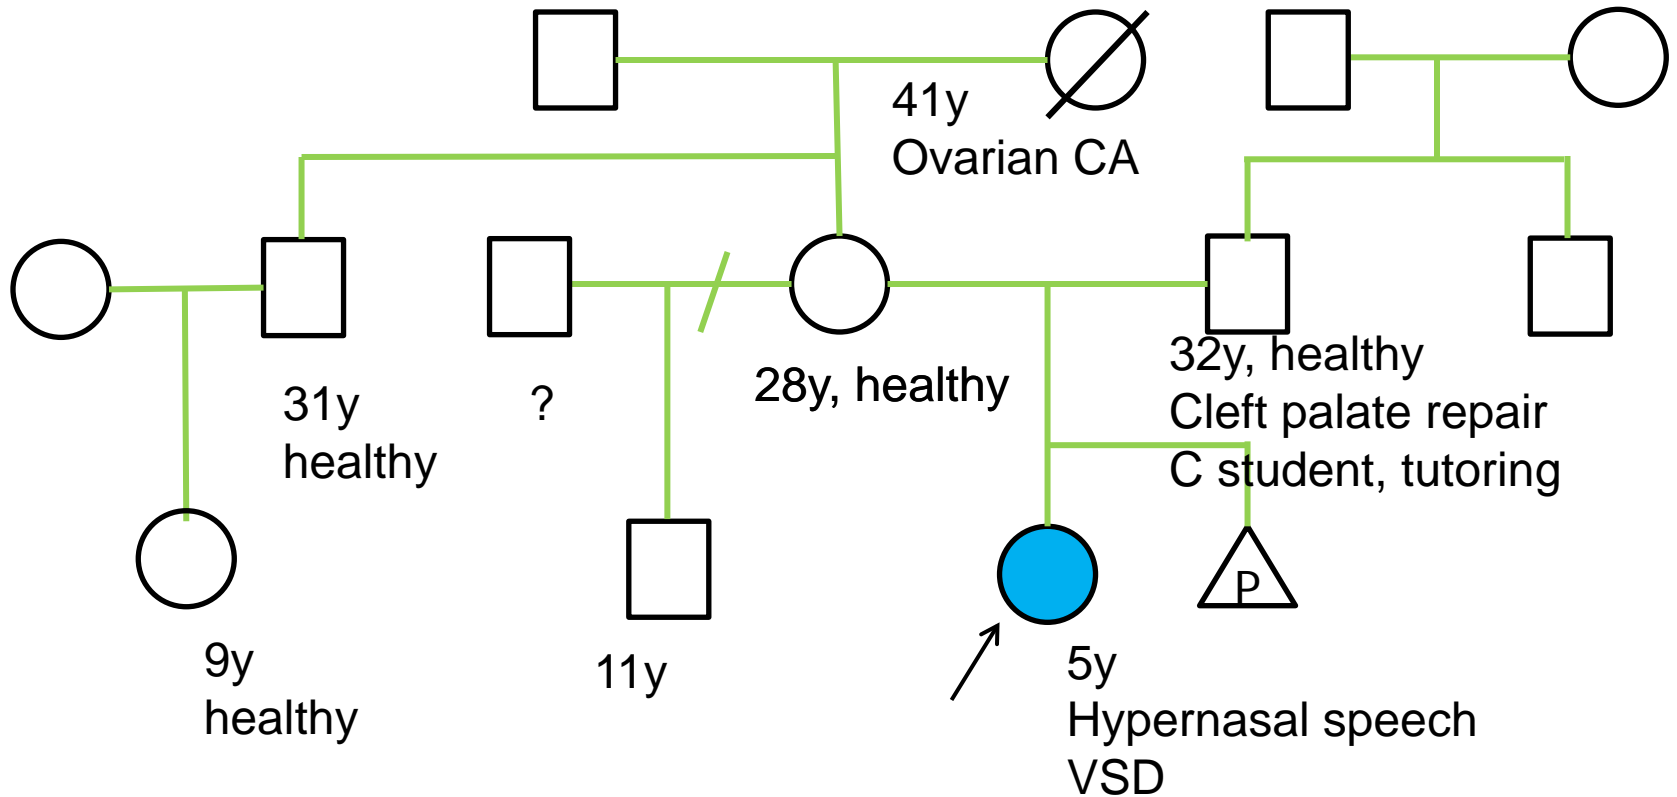 41y
Ovarian CA
31y
healthy
?
28y, healthy
32y, healthy
Cleft palate repair
C student, tutoring
P
9y
healthy
11y
5y
Hypernasal speech
VSD